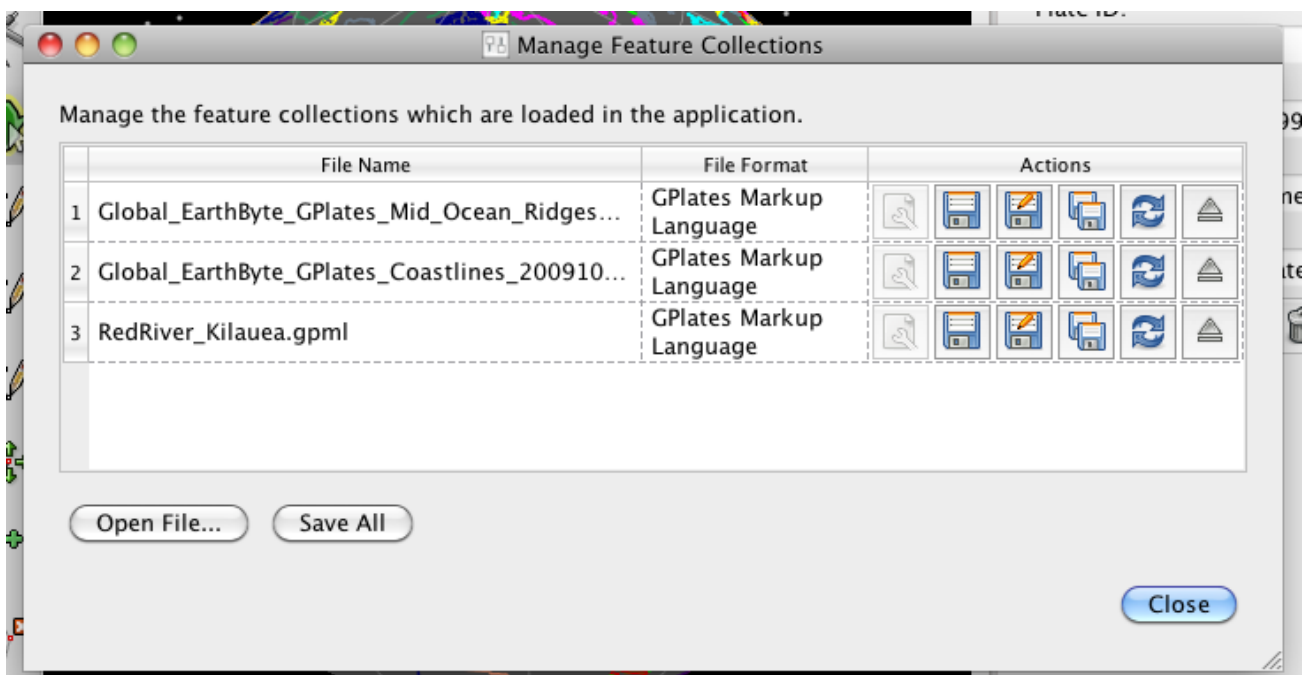 Manage Feature Collections
Manage the feature collections which are loaded in the application.
File Name File Format Actions
1 Global_EarthByte_GPlates_Mid_Ocean_Ridges... GPlates Markup
Language
2 Global_EarthByte_GPlates_Coastlines_200910... GPlates Markup
Language
3 RedRiver_Kilauea.gpml GPlates Markup
Language
Open File... Save All
Close